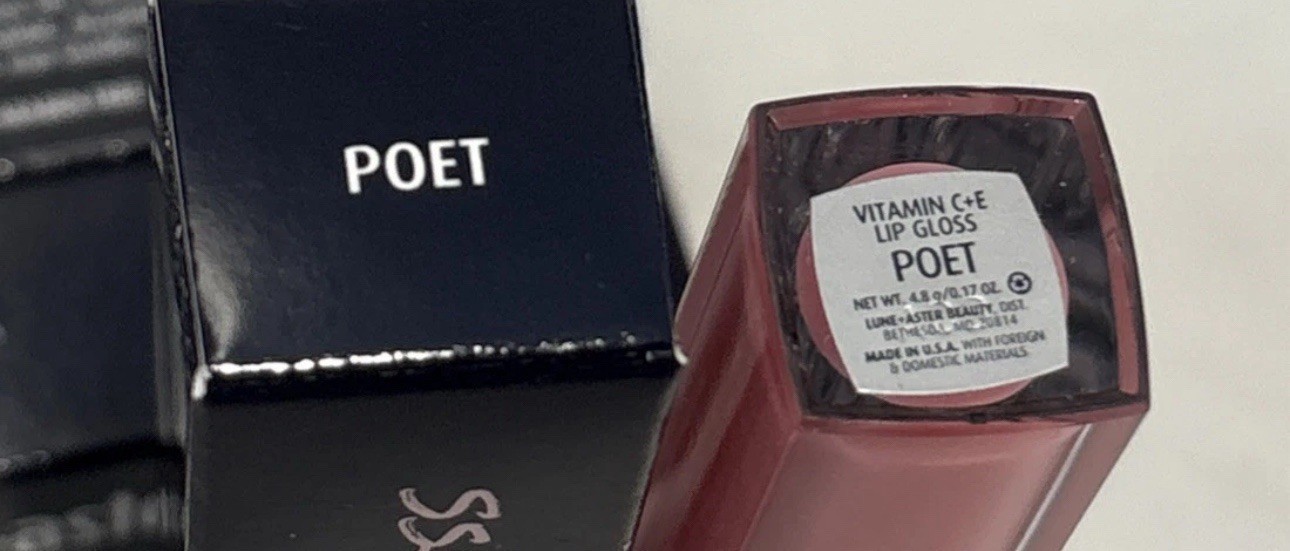 POET
SS
VITAMIN C+E
LIP GLOSS
POET
NET WT. 4.8 g/0.17 OZ.
LUNE+ASTER BEAUTY, DIST.
BETHESDA, MD 20814
MADE IN U.S.A. WITH FOREIGN
& DOMESTIC MATERIALS.